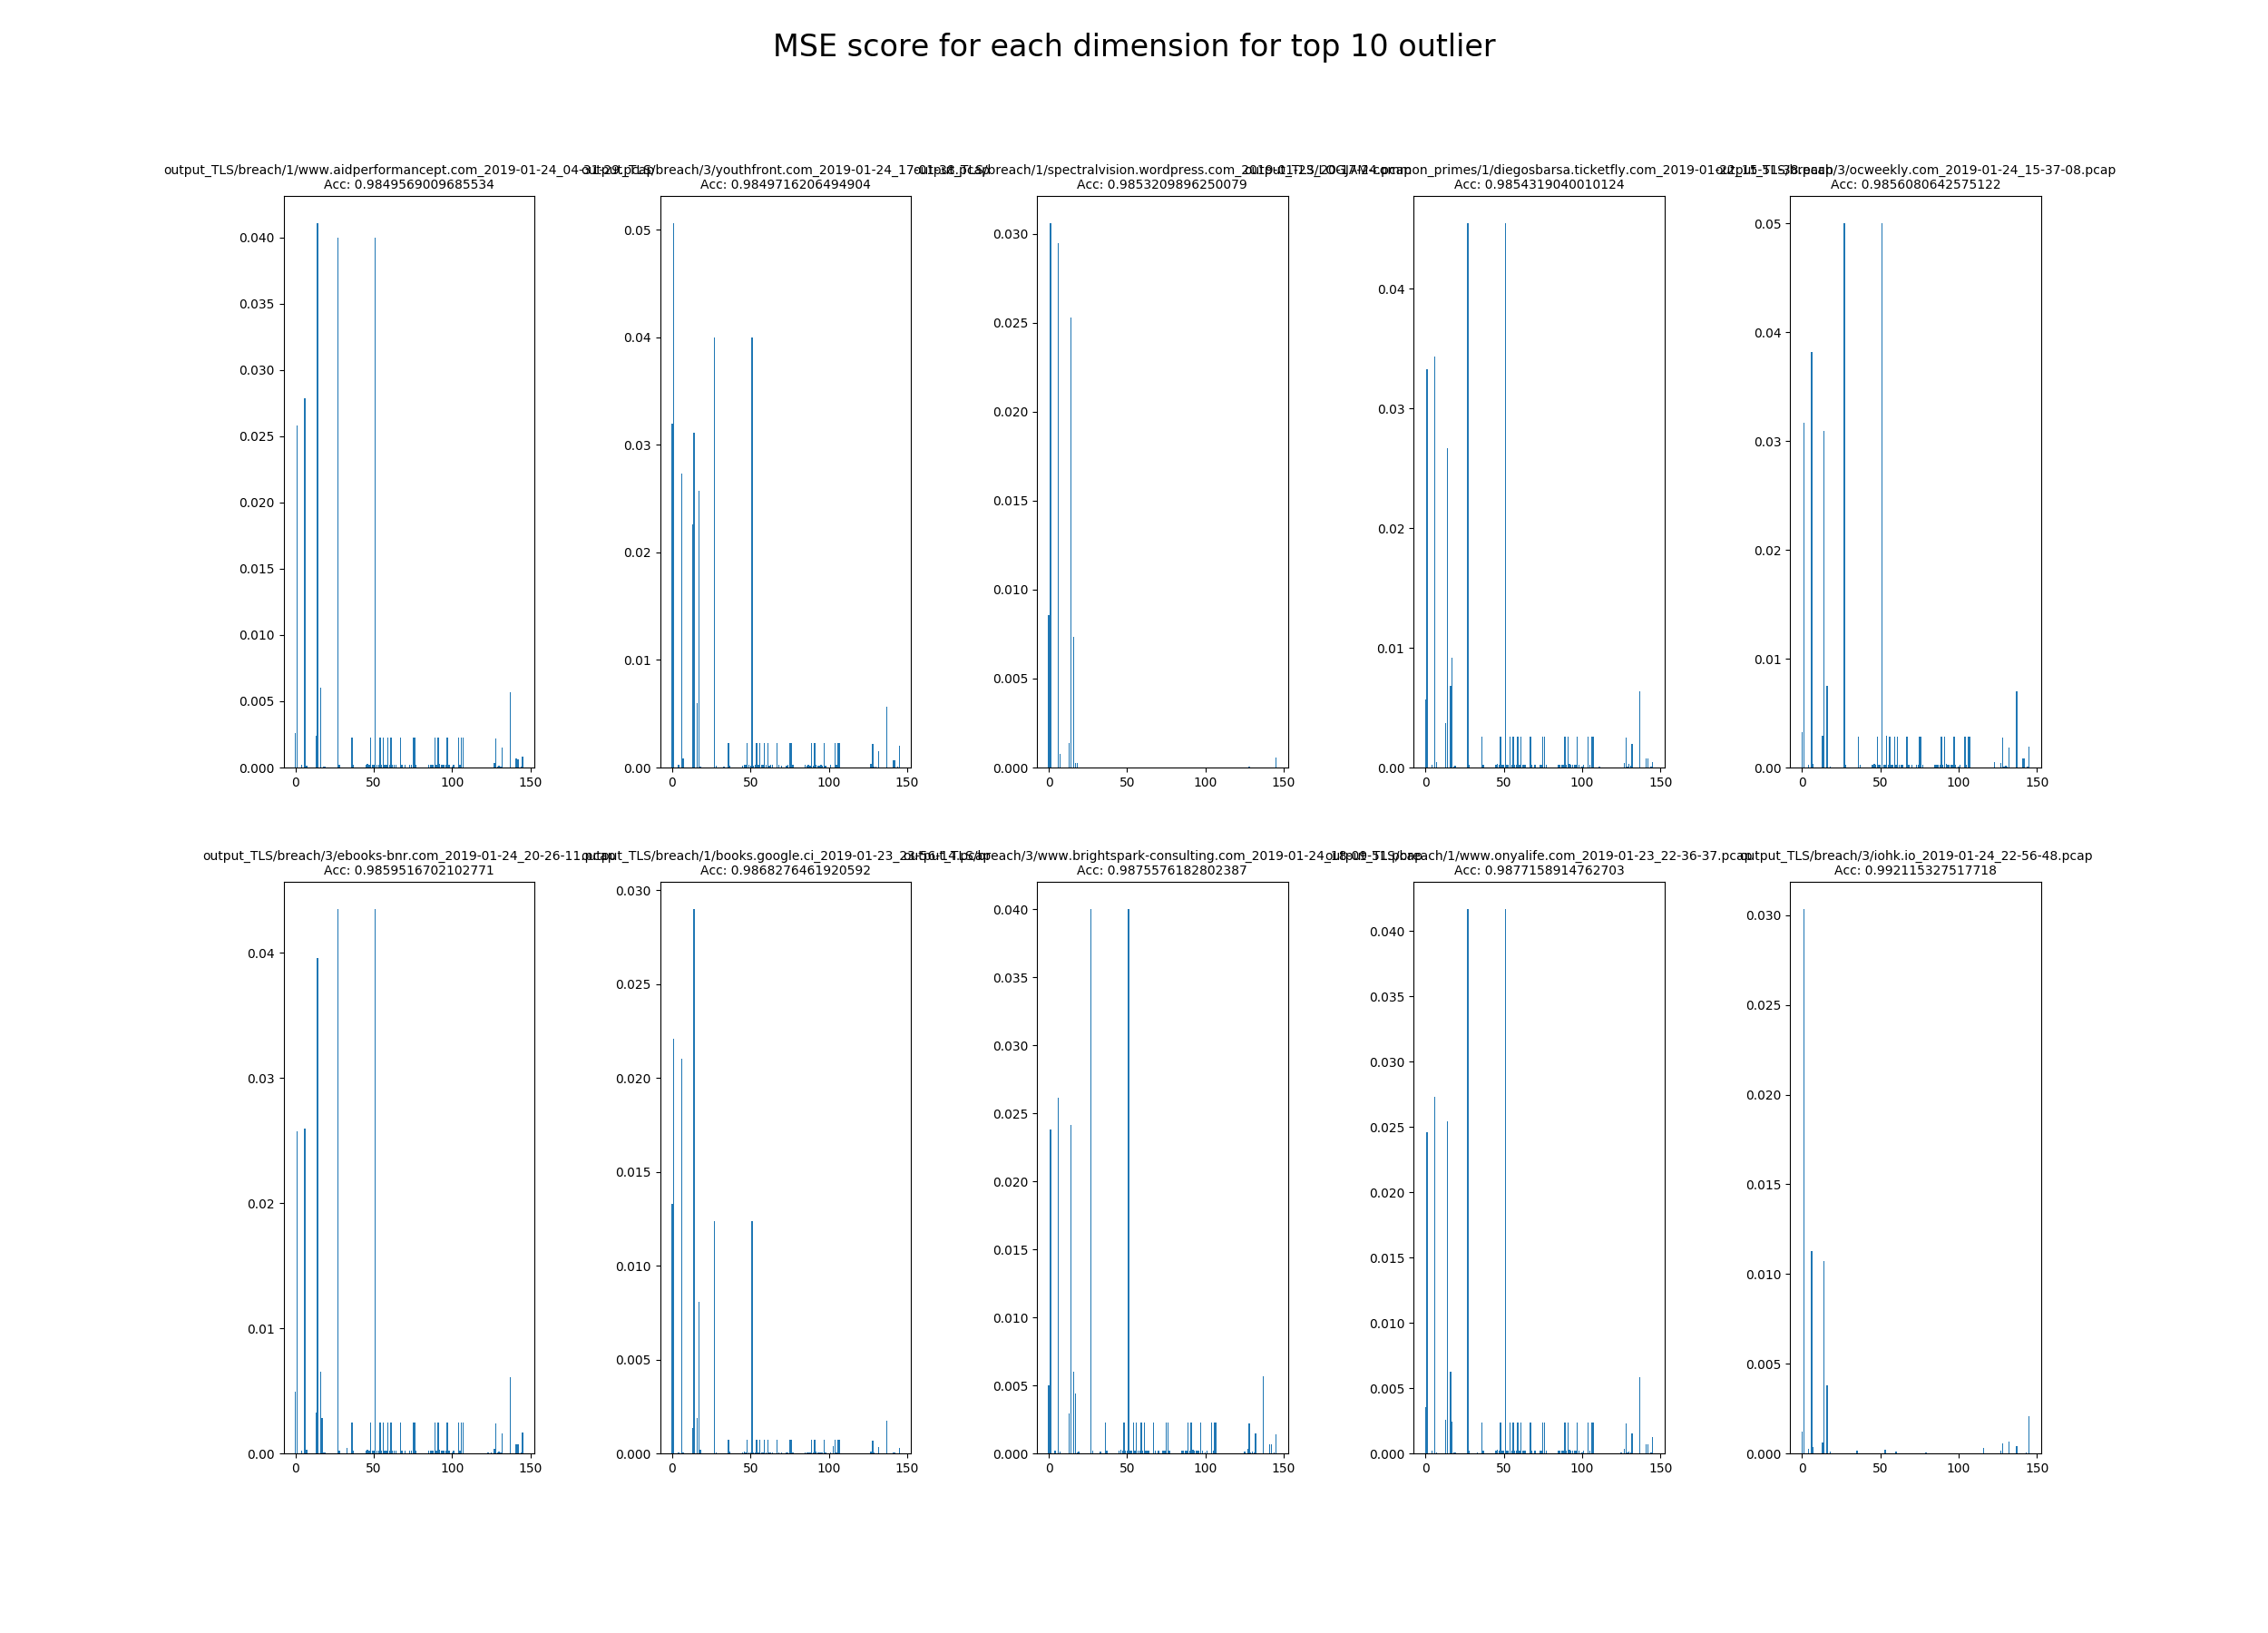 MSE score for each dimension for top 10 outlier
output_TLS/breach/1/www.aidperformancept.com_2019-01-24_04-31-29.pcap
Acc: 0.9849569009685534
0.040
0.035
0.030
0.025
0.020
0.015
0.010
0.005
0.000
0 50 100 150
output_TLS/breach/3/youthfront.com_2019-01-24_17-01-38.pcap
Acc: 0.9849716206494904
0.05
0.04
0.03
0.02
0.01
0.00
0 50 100 150
output_TLS/breach/1/spectralvision.wordpress.com_2019-01-23_20-17-24.pcap
Acc: 0.9853209896250079
0.030
0.025
0.020
0.015
0.010
0.005
0.000
0 50 100 150
output_TLS/LOGJAM-common_primes/1/diegosbarsa.ticketfly.com_2019-01-22_15-51-38.pcap
Acc: 0.9854319040010124
0.04
0.03
0.02
0.01
0.00
0 50 100 150
output_TLS/breach/3/ocweekly.com_2019-01-24_15-37-08.pcap
Acc: 0.9856080642575122
0.05
0.04
0.03
0.02
0.01
0.00
0 50 100 150
output_TLS/breach/3/ebooks-bnr.com_2019-01-24_20-26-11.pcap
Acc: 0.9859516702102771
0.04
0.03
0.02
0.01
0.00
0 50 100 150
output_TLS/breach/1/books.google.ci_2019-01-23_23-56-14.pcap
Acc: 0.9868276461920592
0.030
0.025
0.020
0.015
0.010
0.005
0.000
0 50 100 150
output_TLS/breach/3/www.brightspark-consulting.com_2019-01-24_18-09-51.pcap
Acc: 0.9875576182802387
0.040
0.035
0.030
0.025
0.020
0.015
0.010
0.005
0.000
0 50 100 150
output_TLS/breach/1/www.onyalife.com_2019-01-23_22-36-37.pcap
Acc: 0.9877158914762703
0.040
0.035
0.030
0.025
0.020
0.015
0.010
0.005
0.000
0 50 100 150
output_TLS/breach/3/iohk.io_2019-01-24_22-56-48.pcap
Acc: 0.992115327517718
0.030
0.025
0.020
0.015
0.010
0.005
0.000
0 50 100 150